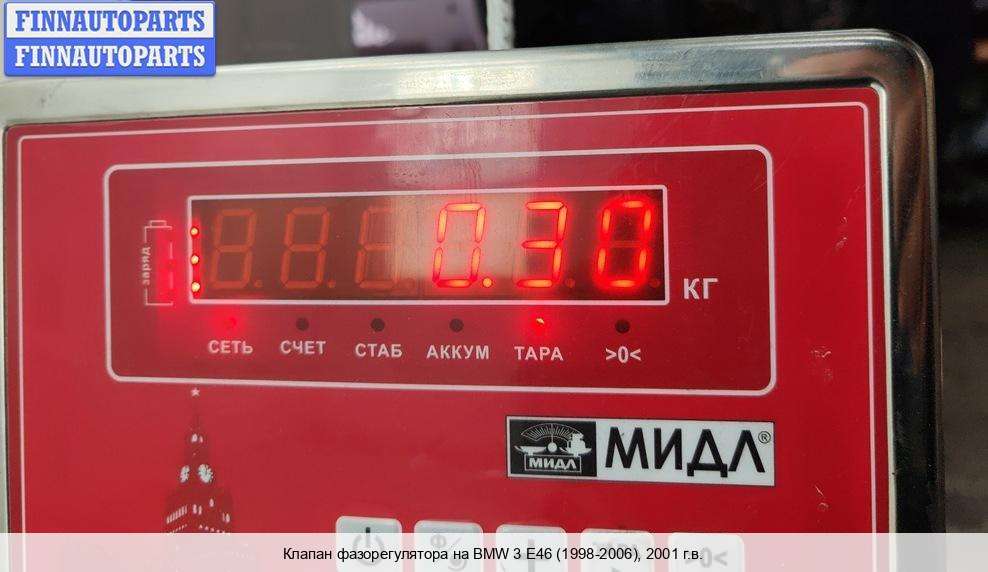 FINNAUTOPARTS
FINNAUTOPARTS
заряд
0.30
КГ
СЕТЬ СЧЕТ СТАБ АККУМ ТАРА >0<
МИДЛ
МИДЛ®
>0<
Клапан фазорегулятора на BMW 3 E46 (1998-2006), 2001 г.в.